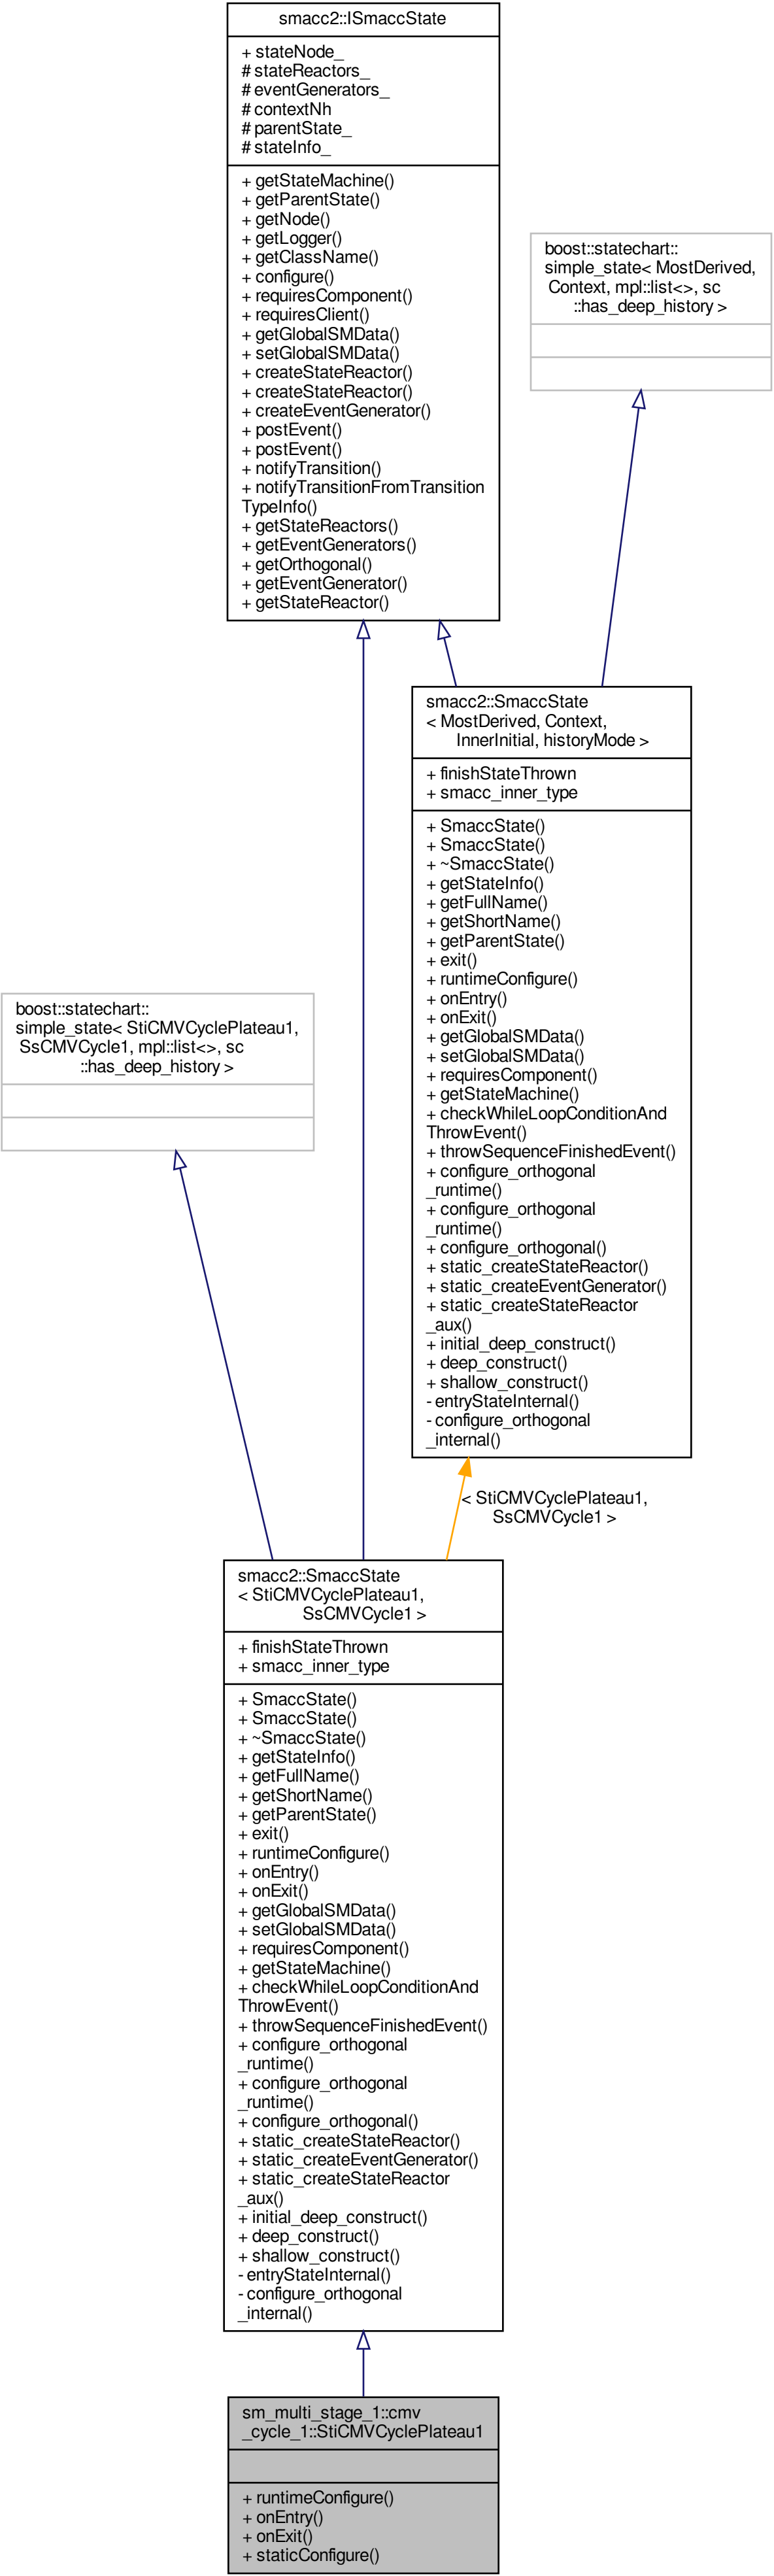 smacc2::ISmaccState
+ stateNode_
# stateReactors_
# eventGenerators_
# contextNh
# parentState_
# stateInfo_
+ getStateMachine()
+ getParentState()
+ getNode()
+ getLogger()
+ getClassName()
+ configure()
+ requiresComponent()
+ requiresClient()
+ getGlobalSMData()
+ setGlobalSMData()
+ createStateReactor()
+ createStateReactor()
+ createEventGenerator()
+ postEvent()
+ postEvent()
+ notifyTransition()
+ notifyTransitionFromTransition
TypeInfo()
+ getStateReactors()
+ getEventGenerators()
+ getOrthogonal()
+ getEventGenerator()
+ getStateReactor()
boost::statechart::
simple_state< MostDerived,
Context, mpl::list<>, sc
::has_deep_history >
smacc2::SmaccState
< MostDerived, Context,
InnerInitial, historyMode >
+ finishStateThrown
+ smacc_inner_type
+ SmaccState()
+ SmaccState()
+ ~SmaccState()
+ getStateInfo()
+ getFullName()
+ getShortName()
+ getParentState()
+ exit()
+ runtimeConfigure()
+ onEntry()
+ onExit()
+ getGlobalSMData()
+ setGlobalSMData()
+ requiresComponent()
+ getStateMachine()
+ checkWhileLoopConditionAnd
ThrowEvent()
+ throwSequenceFinishedEvent()
+ configure_orthogonal
_runtime()
+ configure_orthogonal
_runtime()
+ configure_orthogonal()
+ static_createStateReactor()
+ static_createEventGenerator()
+ static_createStateReactor
_aux()
+ initial_deep_construct()
+ deep_construct()
+ shallow_construct()
- entryStateInternal()
- configure_orthogonal
_internal()
boost::statechart::
simple_state< StiCMVCyclePlateau1,
SsCMVCycle1, mpl::list<>, sc
::has_deep_history >
< StiCMVCyclePlateau1,
SsCMVCycle1 >
smacc2::SmaccState
< StiCMVCyclePlateau1,
SsCMVCycle1 >
+ finishStateThrown
+ smacc_inner_type
+ SmaccState()
+ SmaccState()
+ ~SmaccState()
+ getStateInfo()
+ getFullName()
+ getShortName()
+ getParentState()
+ exit()
+ runtimeConfigure()
+ onEntry()
+ onExit()
+ getGlobalSMData()
+ setGlobalSMData()
+ requiresComponent()
+ getStateMachine()
+ checkWhileLoopConditionAnd
ThrowEvent()
+ throwSequenceFinishedEvent()
+ configure_orthogonal
_runtime()
+ configure_orthogonal
_runtime()
+ configure_orthogonal()
+ static_createStateReactor()
+ static_createEventGenerator()
+ static_createStateReactor
_aux()
+ initial_deep_construct()
+ deep_construct()
+ shallow_construct()
- entryStateInternal()
- configure_orthogonal
_internal()
sm_multi_stage_1::cmv
_cycle_1::StiCMVCyclePlateau1
+ runtimeConfigure()
+ onEntry()
+ onExit()
+ staticConfigure()